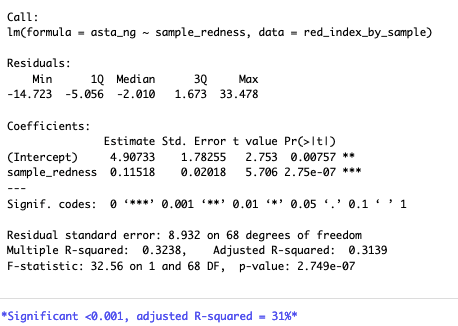 Call:
lm(formula = asta_ng ~ sample_redness, data = red_index_by_sample)
Residuals:
Min 1Q Median 3Q Max
-14.723 -5.056 -2.010 1.673 33.478
Coefficients:
Estimate Std. Error t value Pr(>|t|)
(Intercept) 4.90733 1.78255 2.753 0.00757 **
sample_redness 0.11518 0.02018 5.706 2.75e-07 ***
---
Signif. codes: 0 ‘***’ 0.001 ‘**’ 0.01 ‘*’ 0.05 ‘.’ 0.1 ‘ ’ 1
Residual standard error: 8.932 on 68 degrees of freedom
Multiple R-squared: 0.3238, Adjusted R-squared: 0.3139
F-statistic: 32.56 on 1 and 68 DF, p-value: 2.749e-07
*Significant <0.001, adjusted R-squared = 31%*